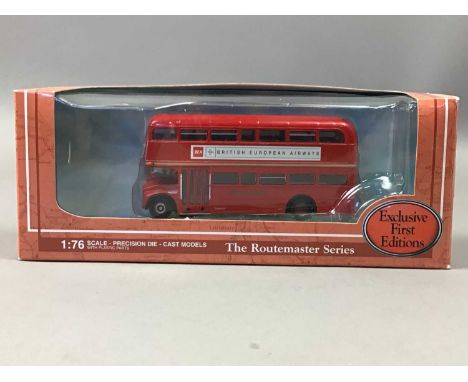 BEA BRITISH EUROPEAN AIRWAYS
1:76 SCALE - PRECISION DIE - CAST MODELS
WITH PLASTIC PARTS
The Routemaster Series
Exclusive
First
Editions